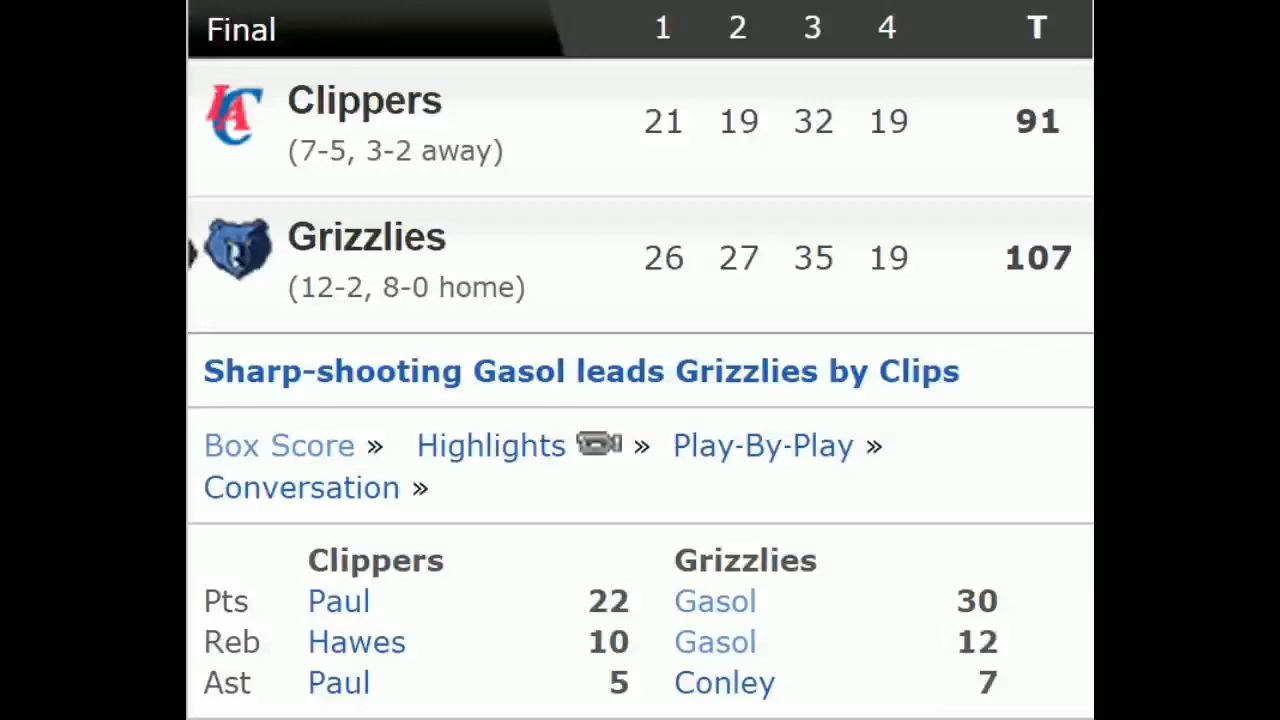 Final 1 2 3 4 T
Clippers
21 19 32 19 91
(7-5, 3-2 away)
Grizzlies
26 27 35 19 107
(12-2, 8-0 home)
Sharp-shooting Gasol leads Grizzlies by Clips
Box Score » Highlights » Play-By-Play »
Conversation »
Clippers Grizzlies
Pts Paul 22 Gasol 30
Reb Hawes 10 Gasol 12
Ast Paul 5 Conley 7